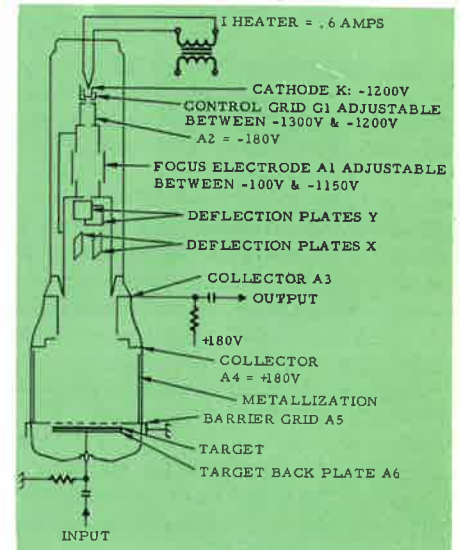 I HEATER = .6 AMPS
CATHODE K: -1200V
CONTROL GRID G1 ADJUSTABLE
BETWEEN -1300V & -1200V
A2 = -180V
FOCUS ELECTRODE A1 ADJUSTABLE
BETWEEN -100V & -1150V
DEFLECTION PLATES Y
DEFLECTION PLATES X
COLLECTOR A3
OUTPUT
+180V
COLLECTOR
A4 = +180V
METALLIZATION
BARRIER GRID A5
TARGET
TARGET BACK PLATE A6
INPUT